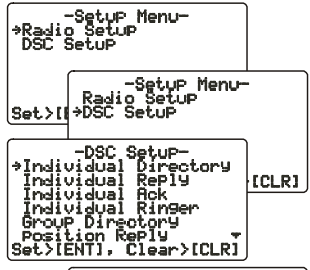 -Setup Menu-
→Radio Setup
DSC Setup
-Setup Menu-
Radio Setup
→DSC Setup
Set>[
-DSC Setup-
→Individual Directory
Individual Reply
Individual Ack
Individual Ringer
Group Directory
Position Reply ▼
Set>[ENT], Clear>[CLR]
[CLR]